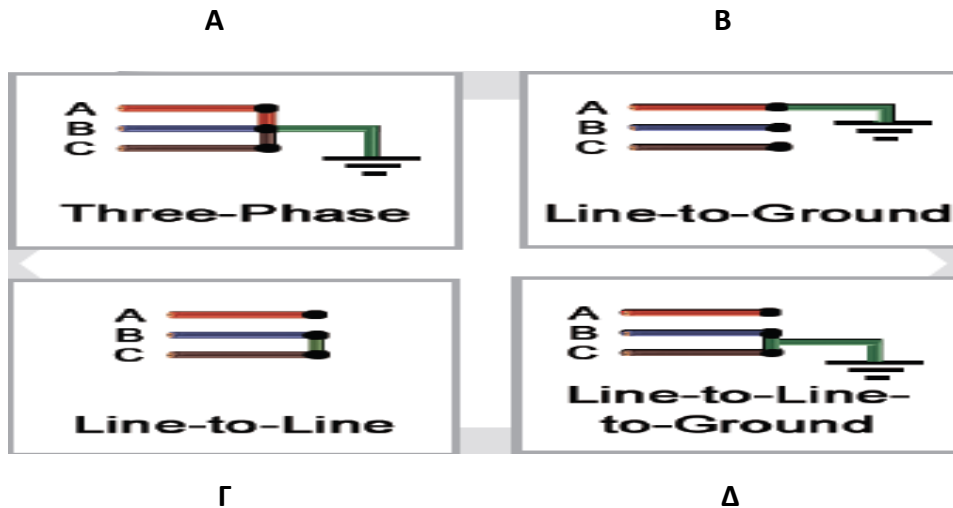 Α
Β
A
B
C
Three-Phase
A
B
C
Line-to-Ground
A
B
C
Line-to-Line
A
B
C
Line-to-Line-
to-Ground
Γ
Δ